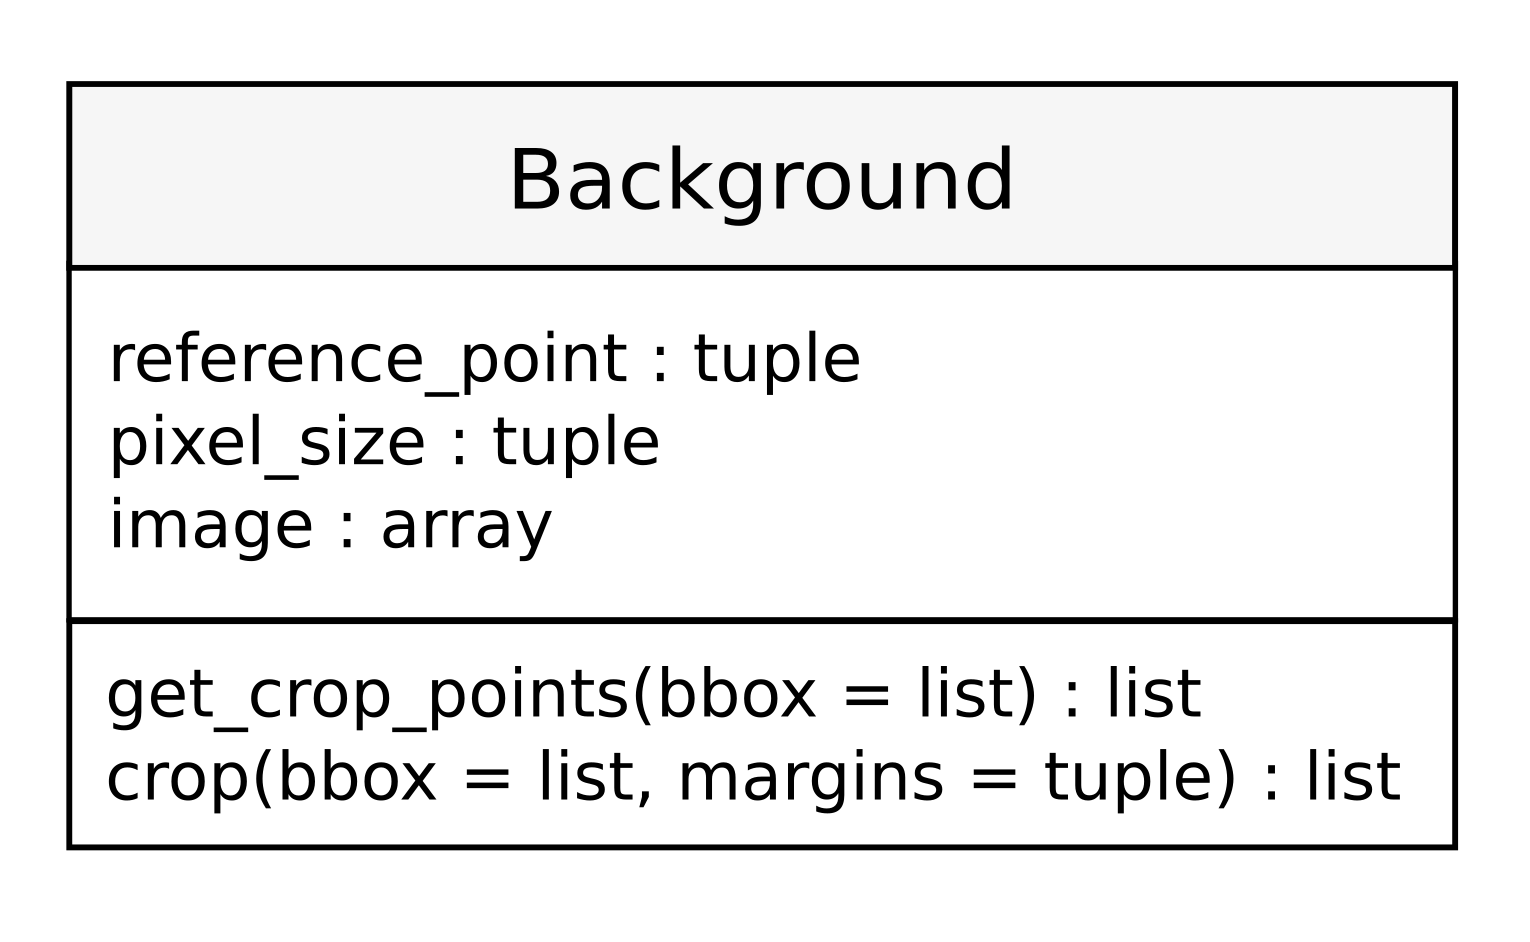 Background
reference_point : tuple
pixel_size : tuple
image : array
get_crop_points(bbox = list) : list
crop(bbox = list, margins = tuple) : list